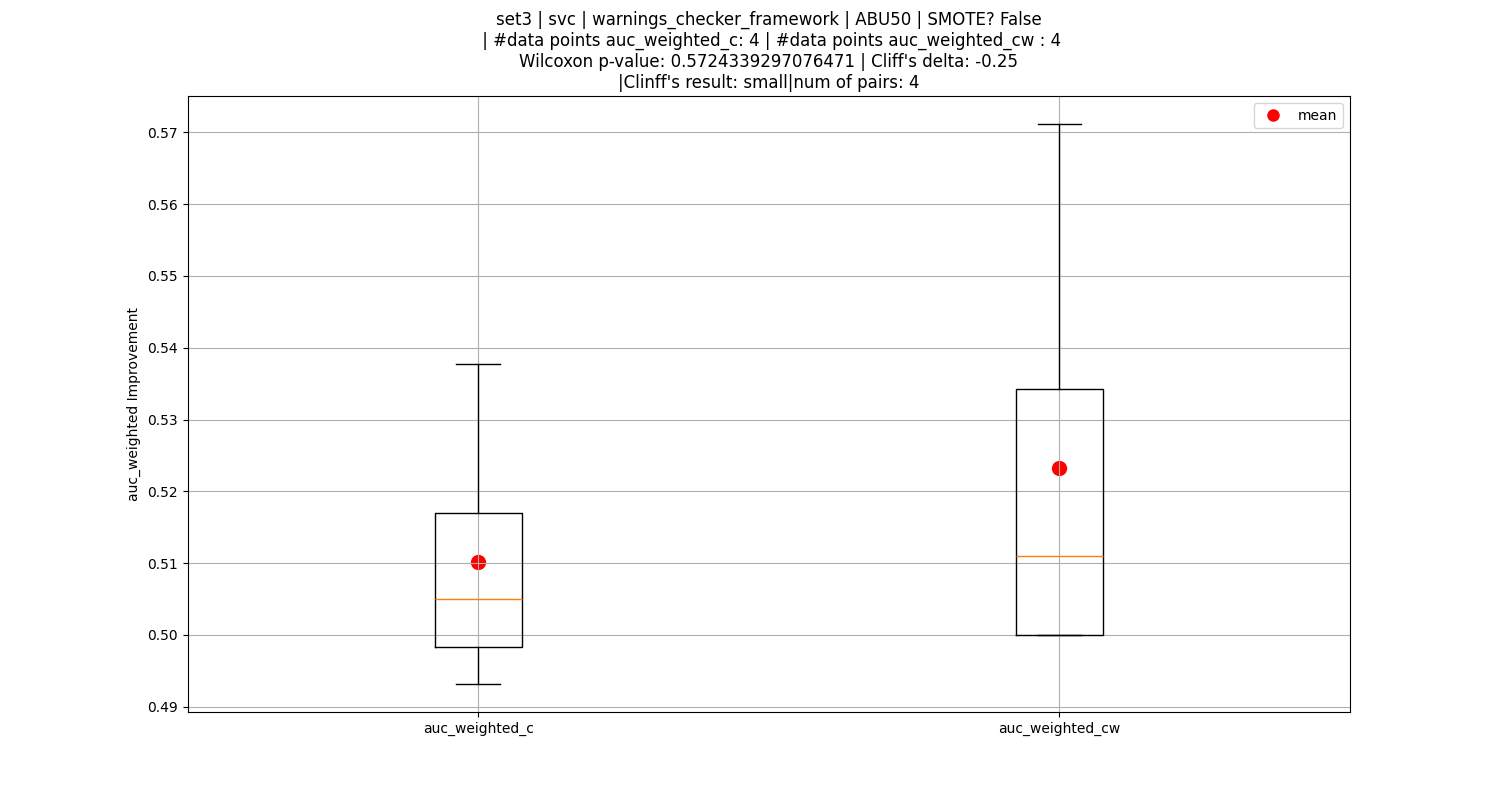 set3 | svc | warnings_checker_framework | ABU50 | SMOTE? False
| #data points auc_weighted_c: 4 | #data points auc_weighted_cw : 4
Wilcoxon p-value: 0.5724339297076471 | Cliff's delta: -0.25
|Clinff's result: small|num of pairs: 4
mean
0.57
0.56
0.55
0.54
0.53
0.52
0.51
0.50
0.49
auc_weighted Improvement
auc_weighted_c
auc_weighted_cw